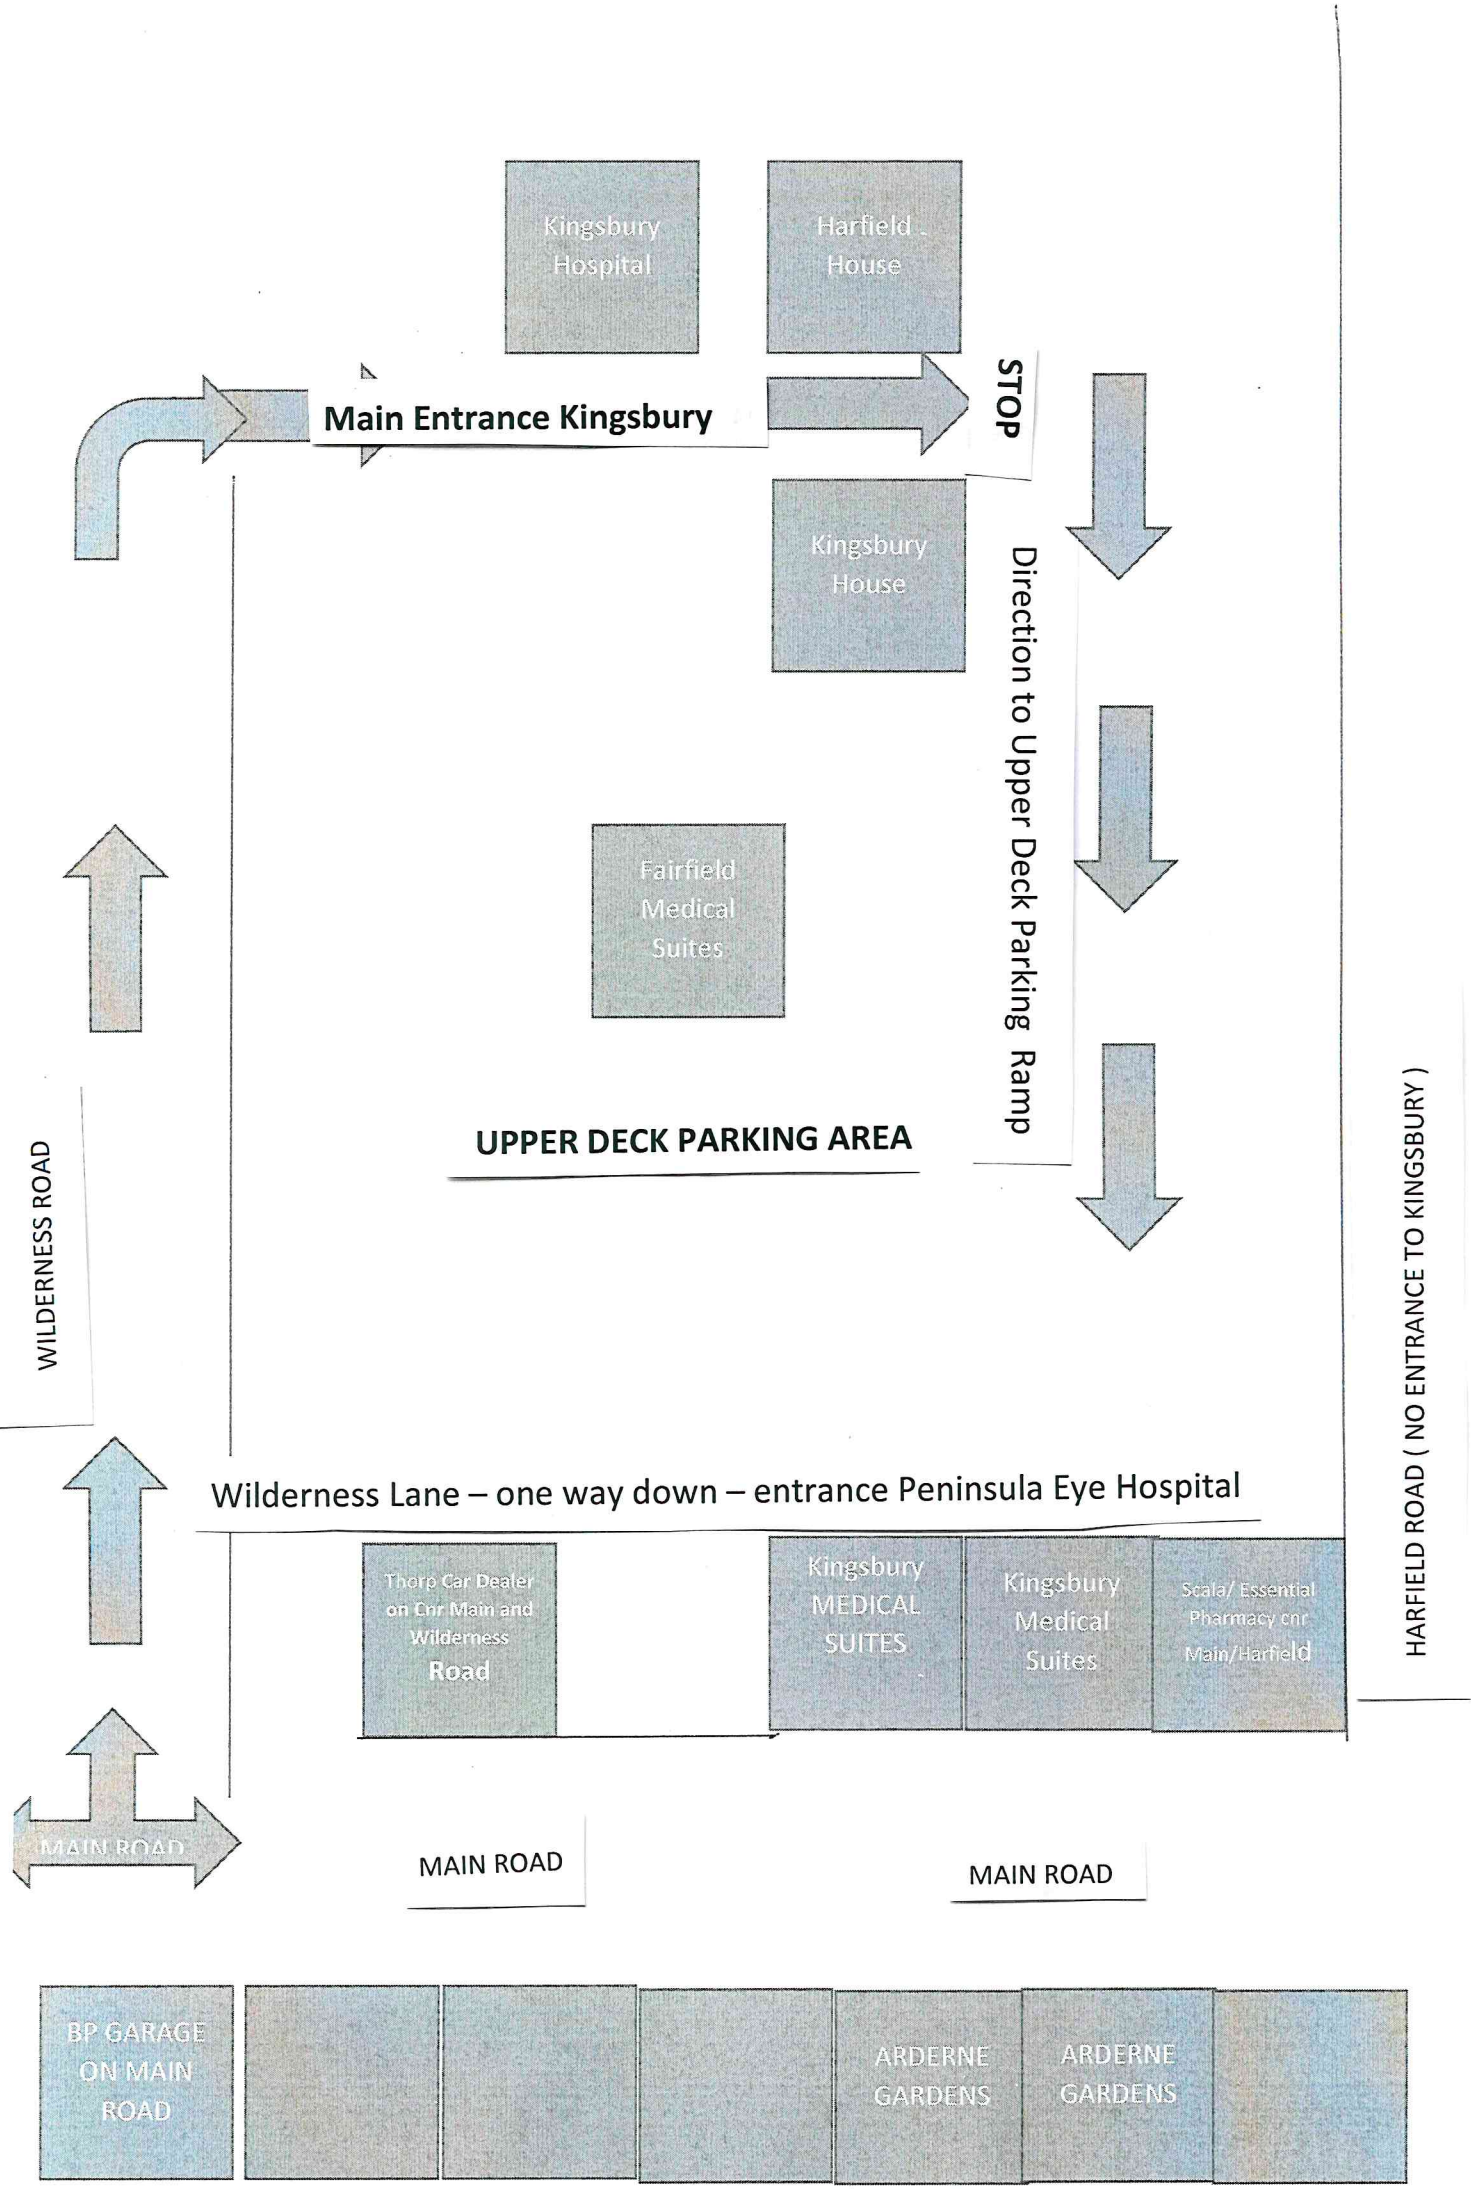 Kingsbury
Hospital
Harfield
House
Main Entrance Kingsbury
STOP
Kingsbury
House
Direction to Upper Deck Parking Ramp
Fairfield
Medical
Suites
UPPER DECK PARKING AREA
WILDERNESS ROAD
HARFIELD ROAD ( NO ENTRANCE TO KINGSBURY )
Wilderness Lane – one way down – entrance Peninsula Eye Hospital
Thorp Car Dealer
on Cnr Main and
Wilderness
Road
Kingsbury
MEDICAL
SUITES
Kingsbury
Medical
Suites
Scala/ Essential
Pharmacy cnr
Main/Harfield
MAIN ROAD
MAIN ROAD
MAIN ROAD
BP GARAGE
ON MAIN
ROAD
ARDERNE
GARDENS
ARDERNE
GARDENS